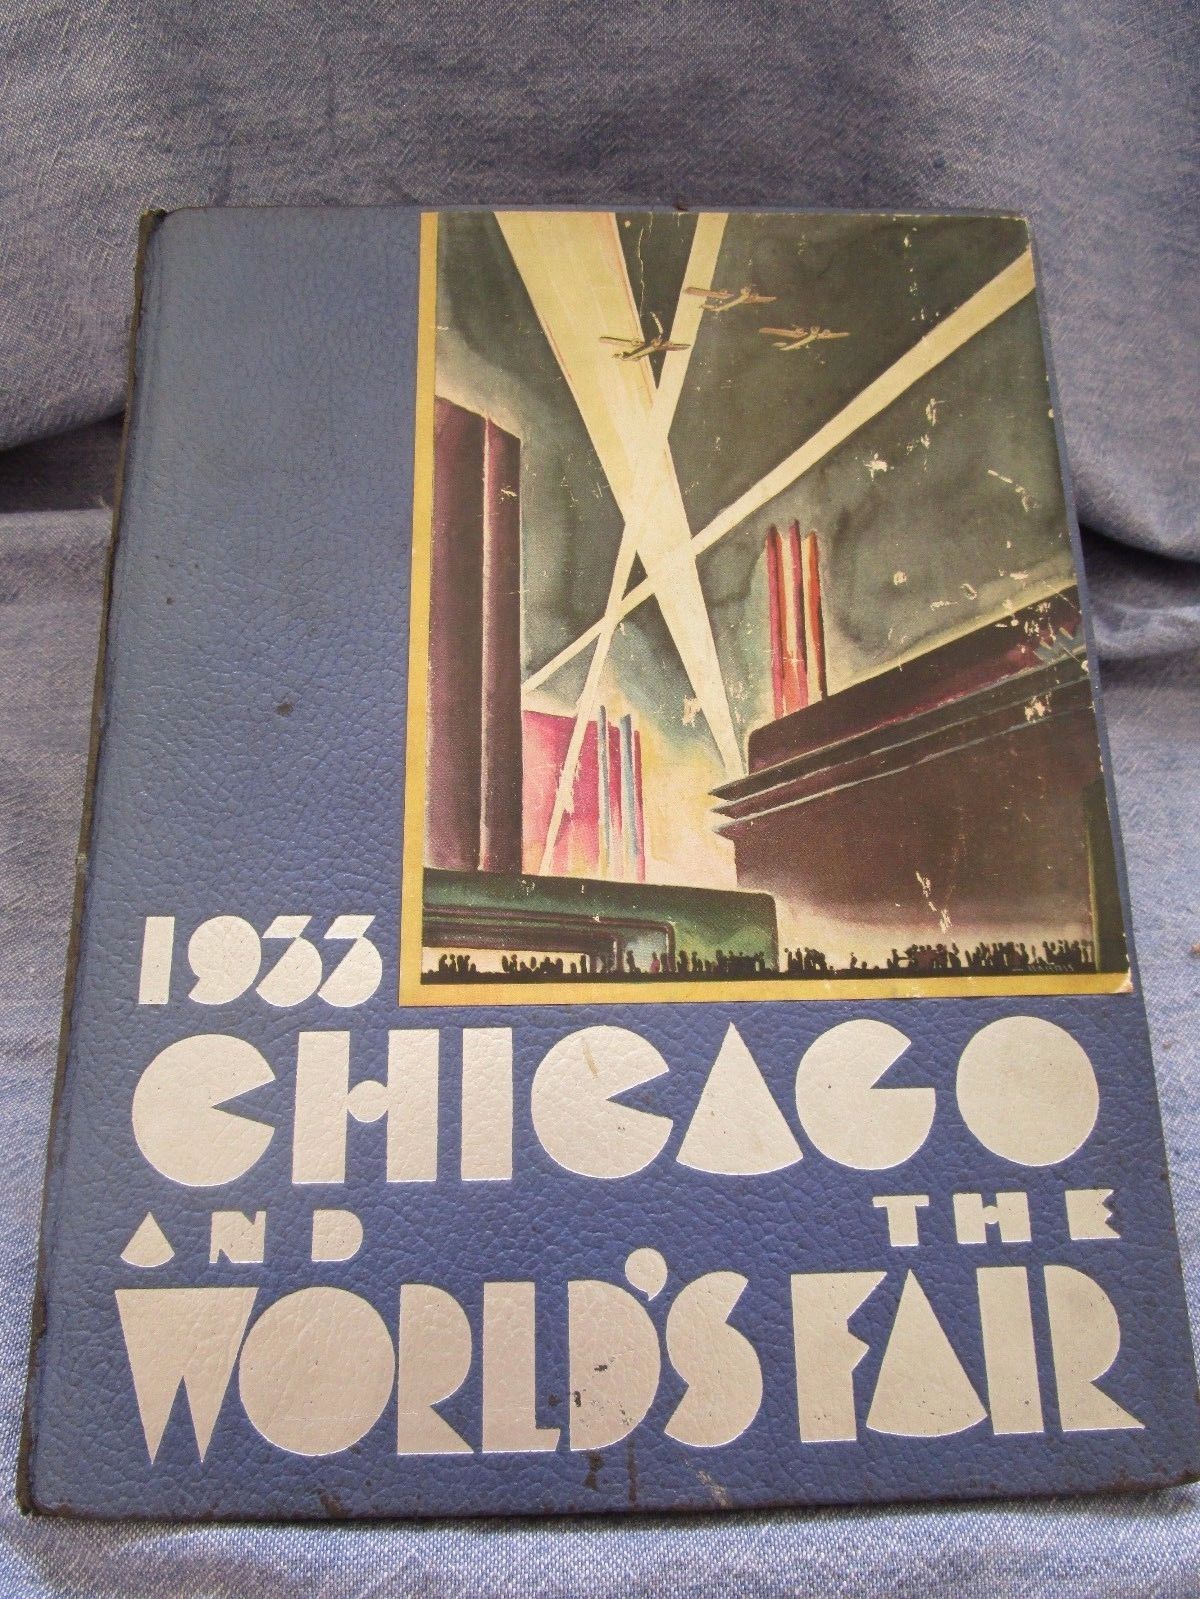 1933
CHICAGO
AND THE
WORLD'S FAIR